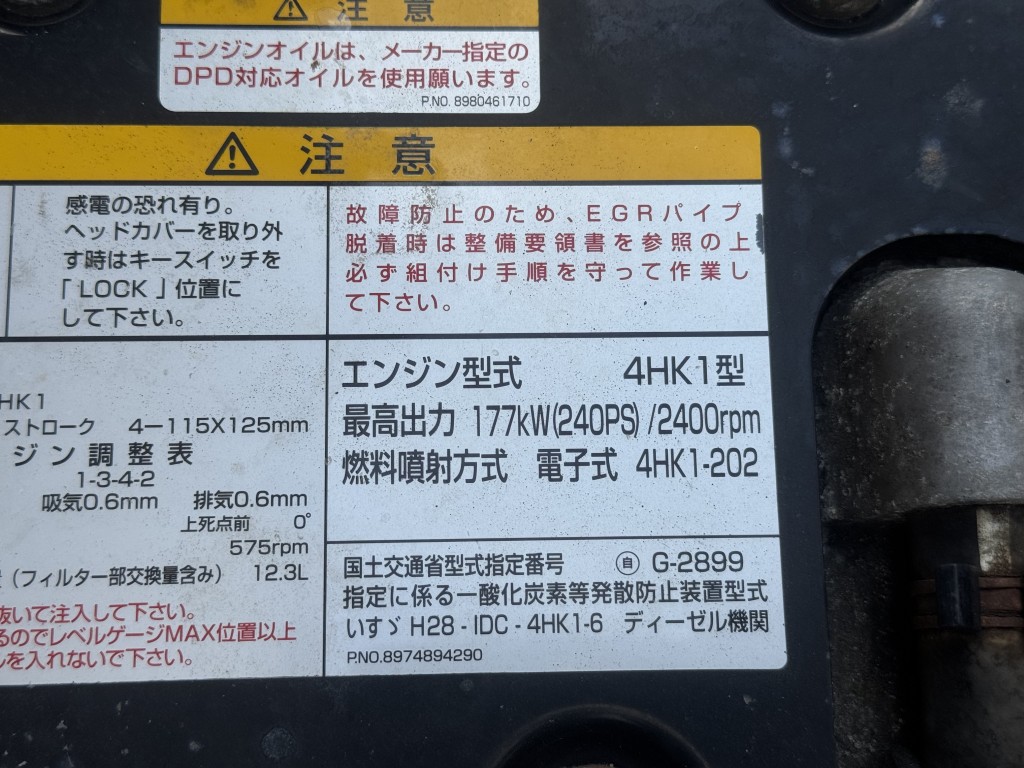 注意
エンジンオイルは、メーカー指定の
DPD対応オイルを使用願います。
P.NO. 8980461710
注意
感電の恐れ有り。
ヘッドカバーを取り外
す時はキースイッチを
「LOCK」位置に
して下さい。
故障防止のため、EGRパイプ
脱着時は整備要領書を参照の上
必ず組付け手順を守って作業し
て下さい。
HK1
ストローク 4ー115X125mm
ジン調整表
1-3-4-2
吸気0.6mm 排気0.6mm
上死点前 0°
575rpm
(フィルター部交換量含み) 12.3L
抜いて注入して下さい。
るのでレベルゲージMAX位置以上
を入れないで下さい。
エンジン型式 4HK1型
最高出力 177kW(240PS)/2400rpm
燃料噴射方式 電子式 4HK1-202
国土交通省型式指定番号 ㊂自 G-2899
指定に係る一酸化炭素等発散防止装置型式
いすゞ H28-IDC-4HK1-6 ディーゼル機関
P.NO.8974894290